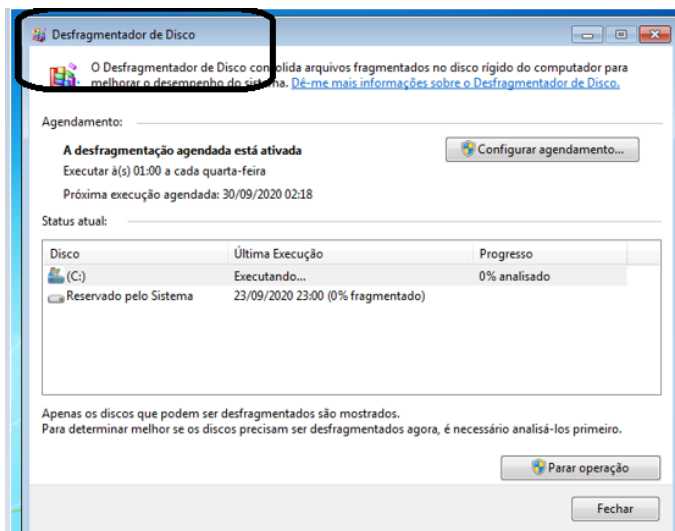 Desfragmentador de Disco
O Desfragmentador de Disco consolida arquivos fragmentados no disco rígido do computador para
melhorar o desempenho do sistema. Dê-me mais informações sobre o Desfragmentador de Disco.
Agendamento:
A desfragmentação agendada está ativada
Configurar agendamento...
Executar à(s) 01:00 a cada quarta-feira
Próxima execução agendada: 30/09/2020 02:18
Status atual:
Disco Última Execução Progresso
(C:) Executando... 0% analisado
Reservado pelo Sistema 23/09/2020 23:00 (0% fragmentado)
Apenas os discos que podem ser desfragmentados são mostrados.
Para determinar melhor se os discos precisam ser desfragmentados agora, é necessário analisá-los primeiro.
Parar operação
Fechar